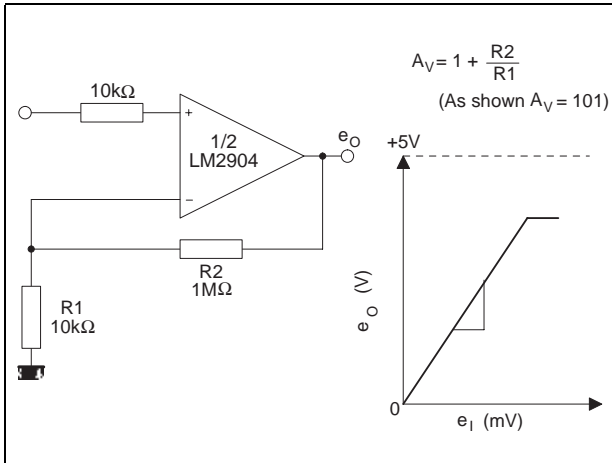 10kΩ
+
1/2
LM2904
−
e_O
R2
1MΩ
R1
10kΩ
A_V = 1 + R2/R1
(As shown A_V = 101)
+5V
e_O (V)
0
e_I (mV)